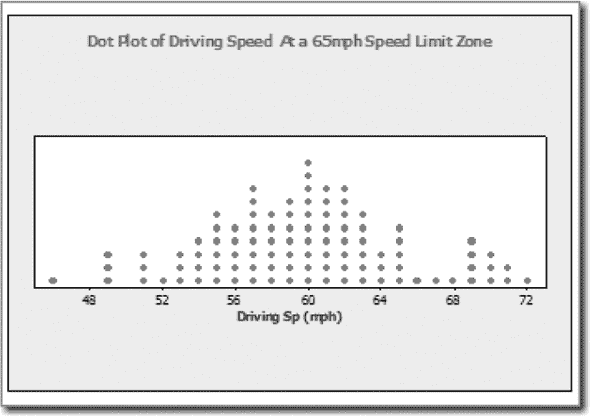 Dot Plot of Driving Speed At a 65mph Speed Limit Zone
48 52 56 60 64 68 72
Driving Sp (mph)